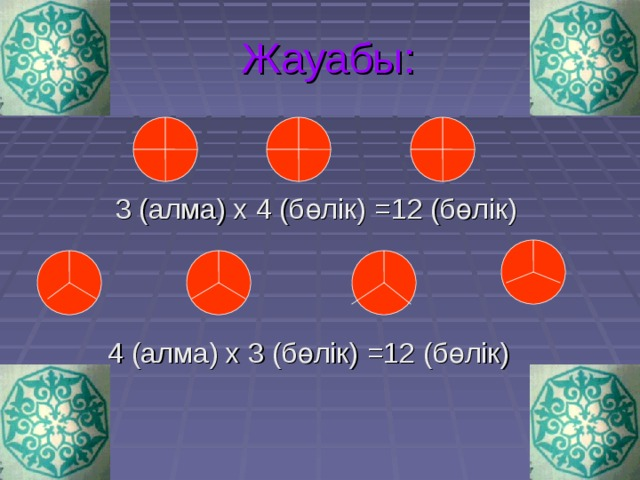 Жауабы:
3 (алма) х 4 (бөлік) =12 (бөлік)
4 (алма) х 3 (бөлік) =12 (бөлік)